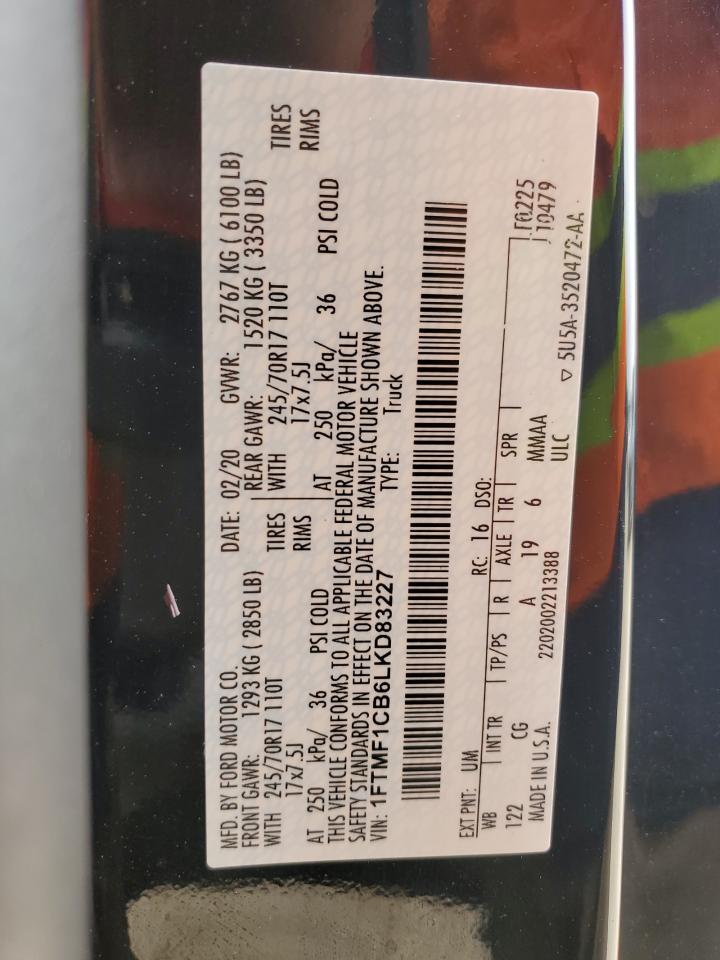 MFD. BY FORD MOTOR CO. DATE: 02/20 GVWR: 2767 KG ( 6100 LB)
FRONT GAWR: 1293 KG ( 2850 LB) REAR GAWR: 1520 KG ( 3350 LB)
WITH 245/70R17 110T TIRES WITH 245/70R17 110T TIRES
17x7.5J RIMS 17x7.5J RIMS
AT 250 kPa/ 36 PSI COLD AT 250 kPa/ 36 PSI COLD
THIS VEHICLE CONFORMS TO ALL APPLICABLE FEDERAL MOTOR VEHICLE
SAFETY STANDARDS IN EFFECT ON THE DATE OF MANUFACTURE SHOWN ABOVE.
VIN: 1FTMF1CB6LKD83227 TYPE: Truck
EXT PNT: UM RC: 16 DSO:
WB INT TR TP/PS R AXLE TR SPR
122 CG A 19 6 MMAA
MADE IN U.S.A. 2202002213388 ULC
10479
▽ 5U5A-3520472-AA